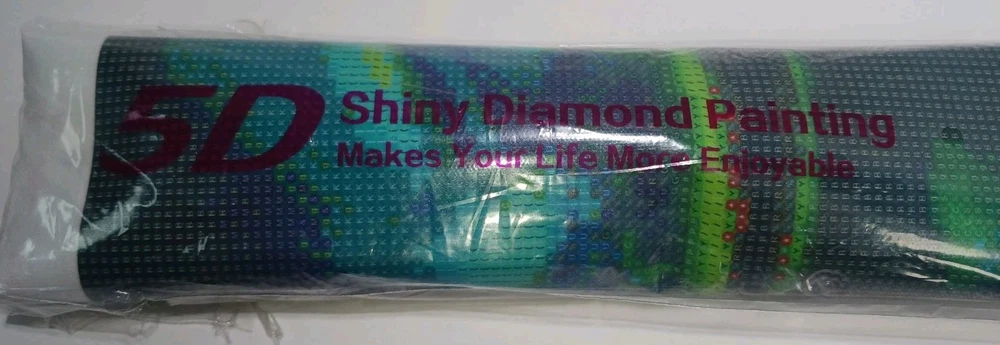 5D Shiny Diamond Painting
Makes Your Life More Enjoyable